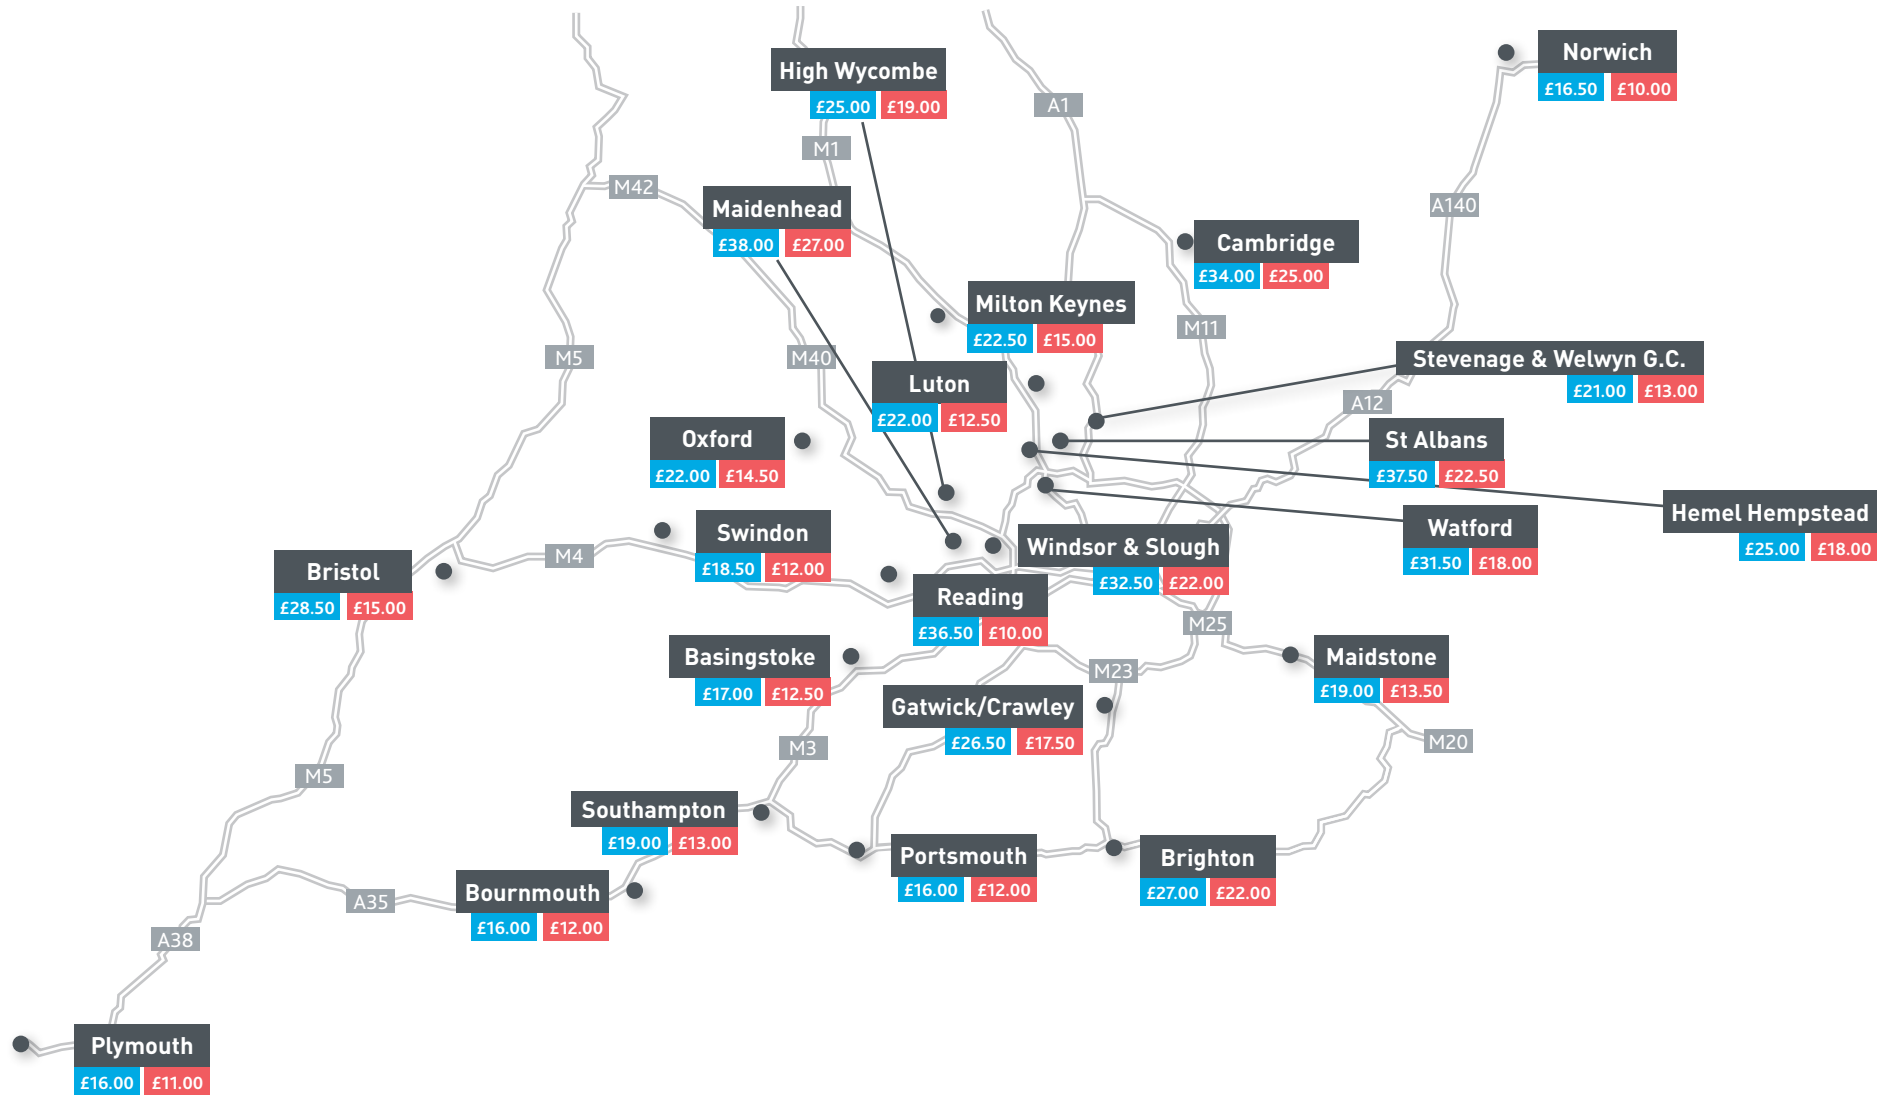 Norwich
£16.50 £10.00
High Wycombe
£25.00 £19.00
A1
M1
M42
Maidenhead
£38.00 £27.00
A140
Cambridge
£34.00 £25.00
Milton Keynes
£22.50 £15.00
M11
M5
M40
Stevenage & Welwyn G.C.
£21.00 £13.00
Luton
£22.00 £12.50
A12
Oxford
£22.00 £14.50
St Albans
£37.50 £22.50
Hemel Hempstead
£25.00 £18.00
Watford
£31.50 £18.00
Swindon
£18.50 £12.00
Windsor & Slough
£32.50 £22.00
M4
Bristol
£28.50 £15.00
Reading
£36.50 £10.00
M25
Basingstoke
£17.00 £12.50
Maidstone
£19.00 £13.50
M23
Gatwick/Crawley
£26.50 £17.50
M3
M20
M5
Southampton
£19.00 £13.00
Portsmouth
£16.00 £12.00
Brighton
£27.00 £22.00
Bournmouth
£16.00 £12.00
A35
A38
Plymouth
£16.00 £11.00